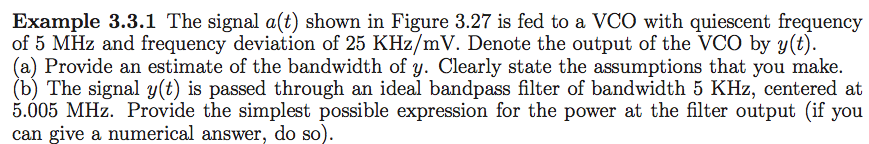 Example 3.3.1 The signal a(t) shown in Figure 3.27 is fed to a VCO with quiescent frequency
of 5 MHz and frequency deviation of 25 KHz/mV. Denote the output of the VCO by y(t).
(a) Provide an estimate of the bandwidth of y. Clearly state the assumptions that you make.
(b) The signal y(t) is passed through an ideal bandpass filter of bandwidth 5 KHz, centered at
5.005 MHz. Provide the simplest possible expression for the power at the filter output (if you
can give a numerical answer, do so).